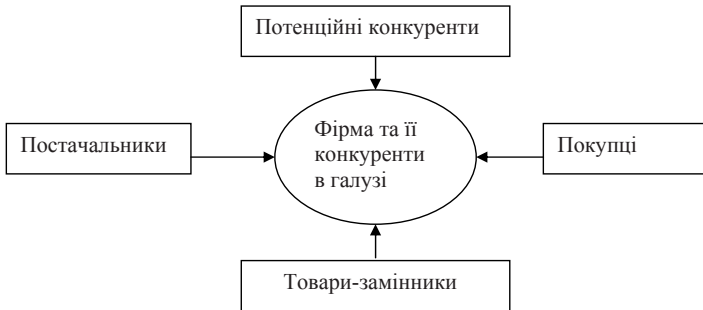 Потенційні конкуренти
Постачальники
Фірма та її
конкуренти
в галузі
Покупці
Товари-замінники